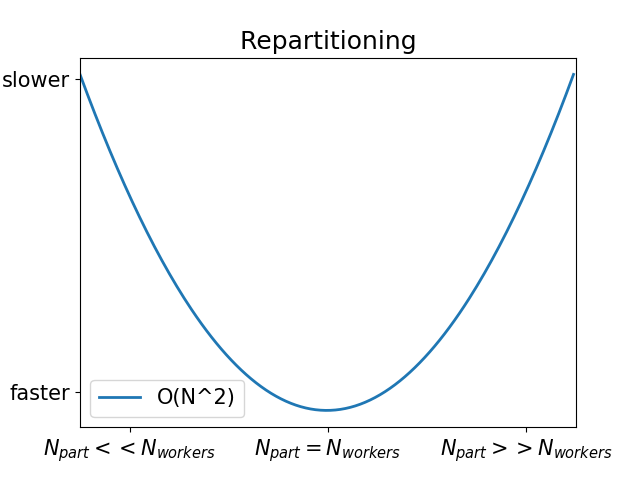 Repartitioning
slower
faster
O(N^2)
N_part << N_workers
N_part = N_workers
N_part >> N_workers